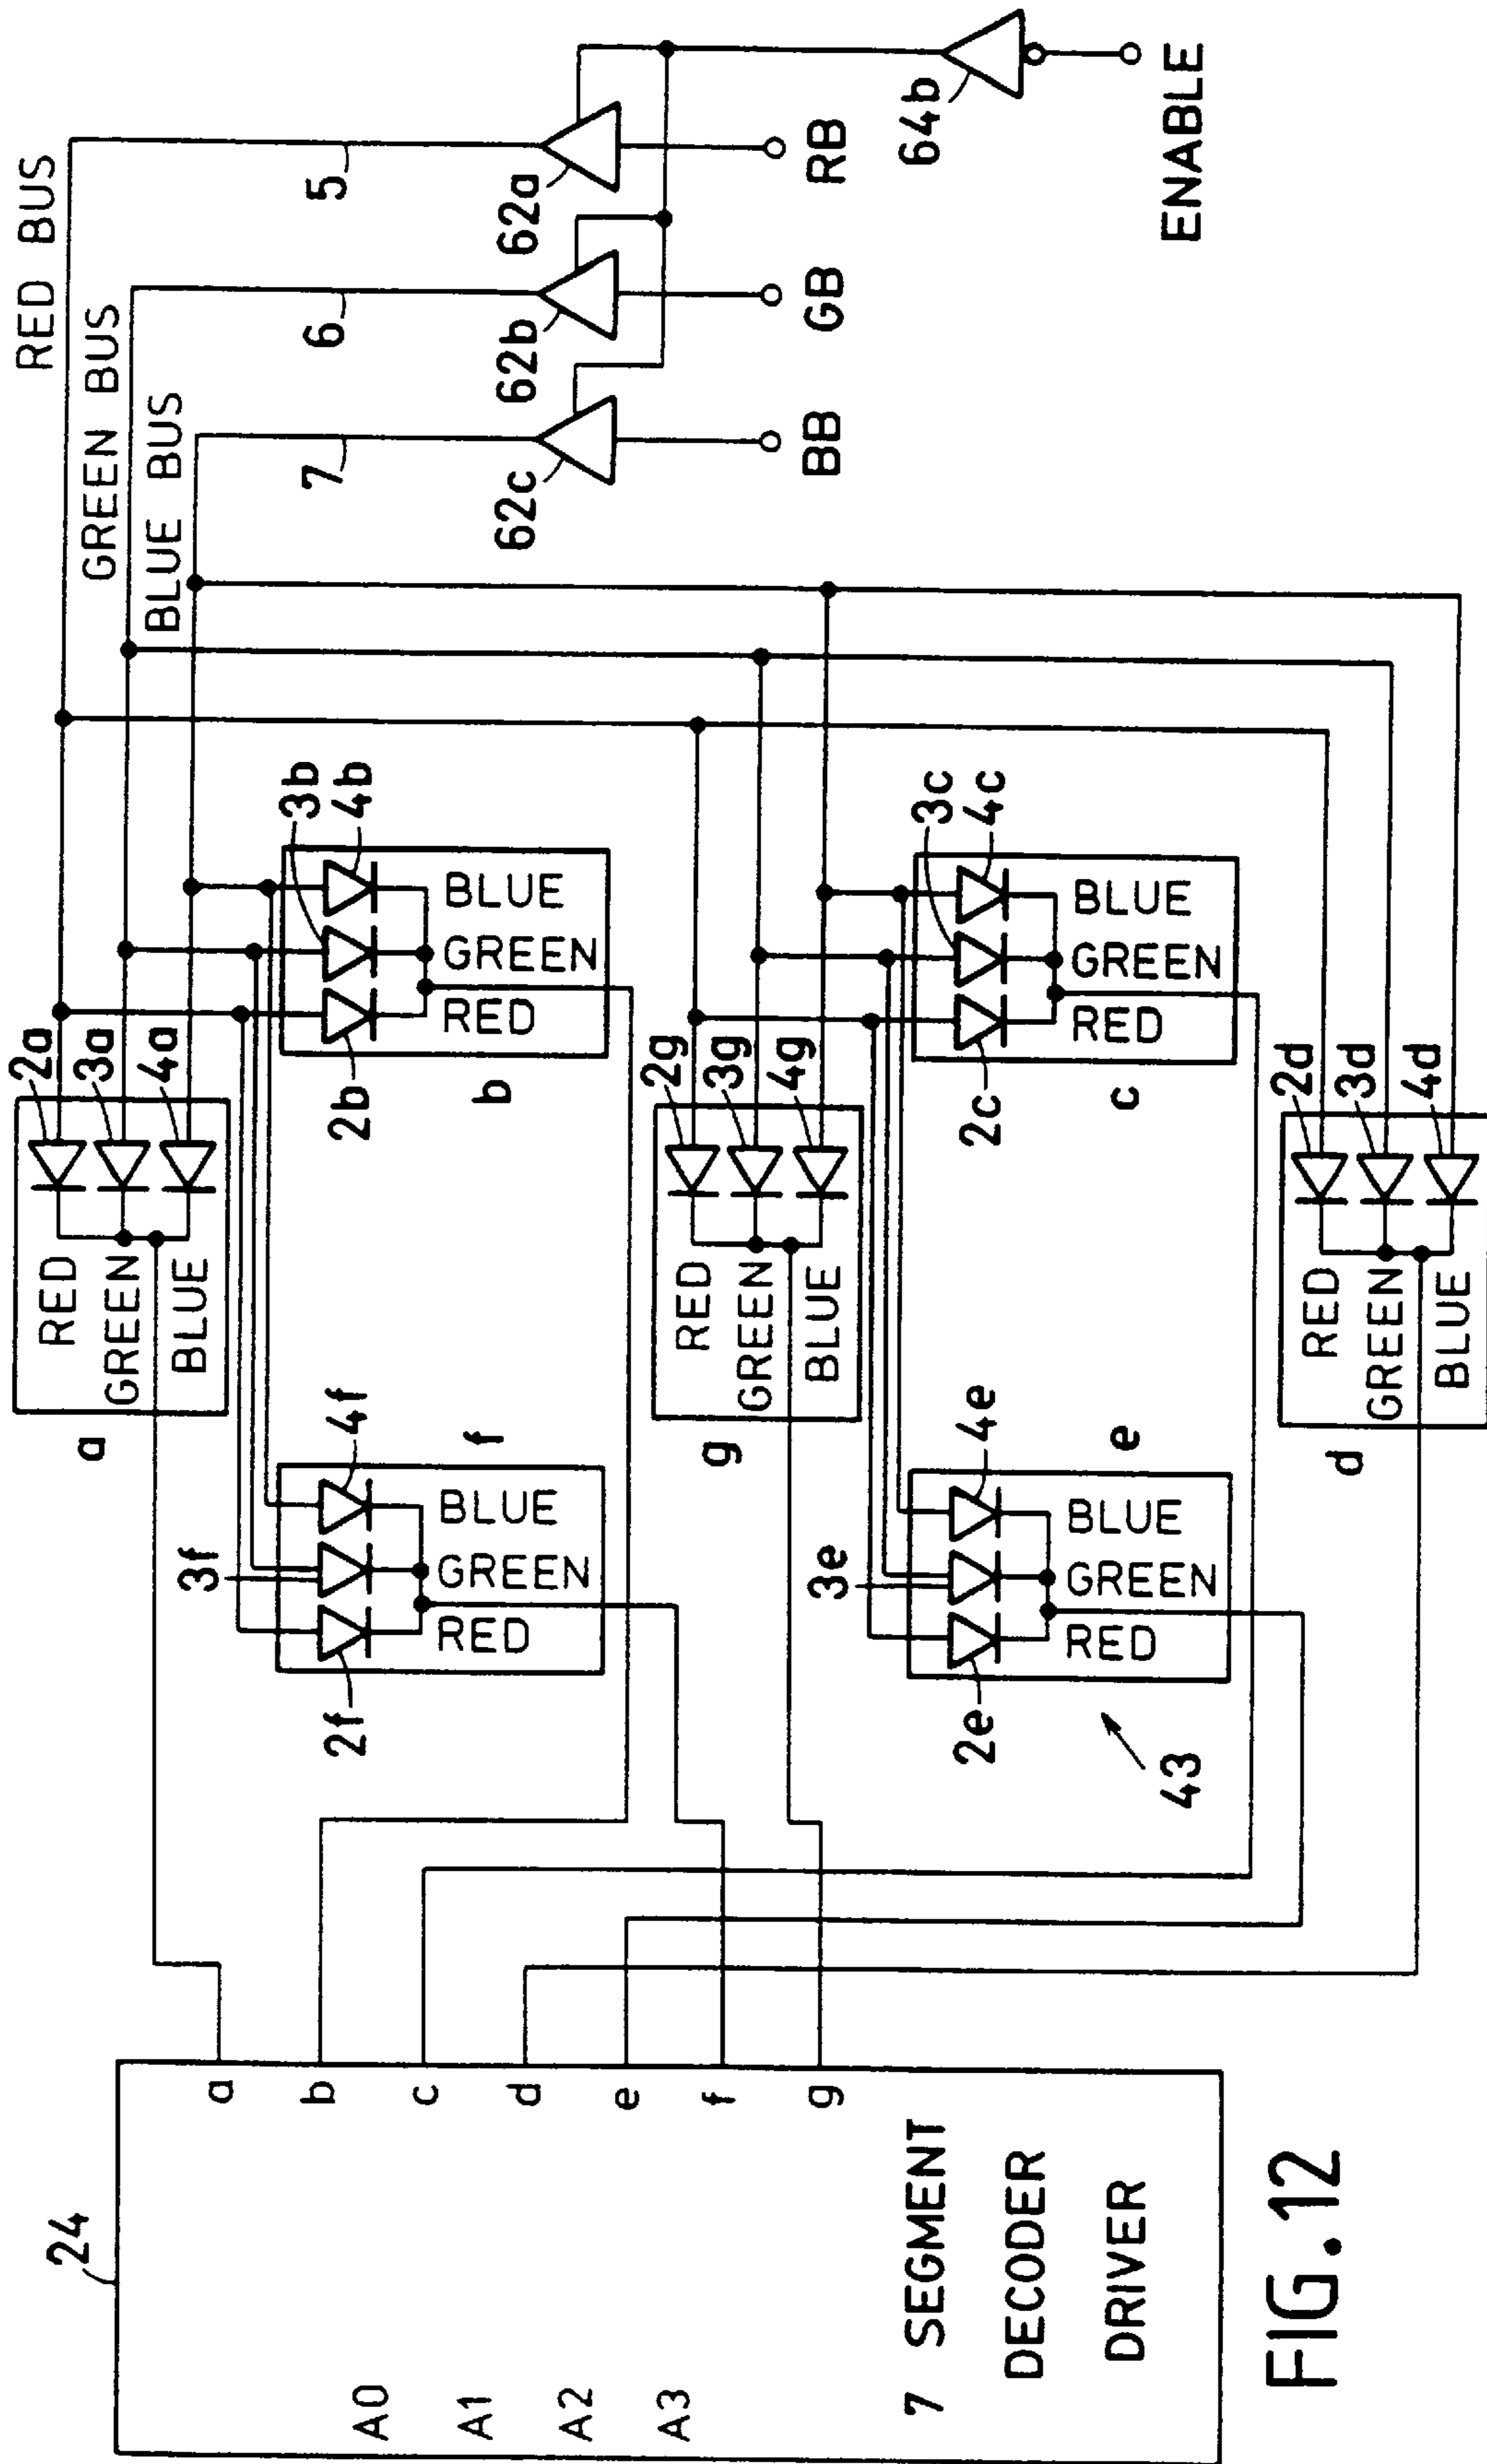 24
A0
A1
A2
A3
7 SEGMENT
DECODER
DRIVER
a
b
c
d
e
f
g
a
RED
GREEN
BLUE
2a
3a
4a
f
2f
3f
4f
RED
GREEN
BLUE
b
2b
3b
4b
RED
GREEN
BLUE
g
RED
GREEN
BLUE
2g
3g
4g
e
2e
3e
4e
RED
GREEN
BLUE
43
c
2c
3c
4c
RED
GREEN
BLUE
d
RED
GREEN
BLUE
2d
3d
4d
RED BUS
GREEN BUS
BLUE BUS
5
6
7
62a
62b
62c
RB
GB
BB
64b
ENABLE
FIG.12